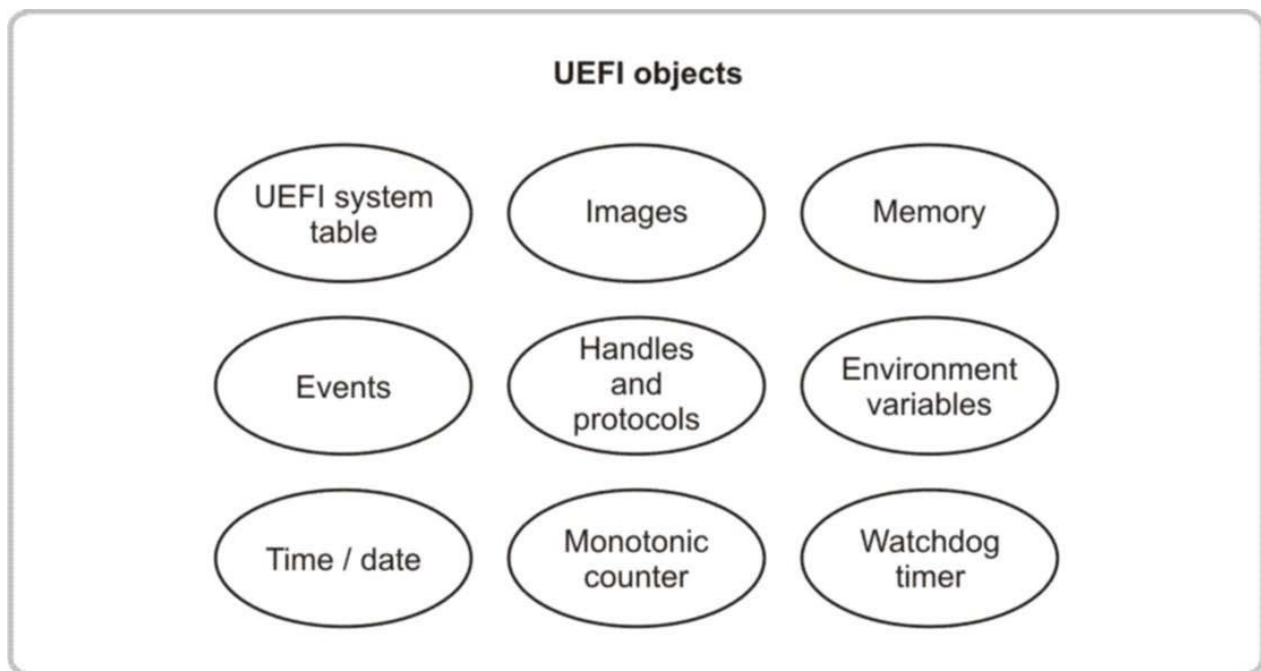 UEFI objects
UEFI system
table
Images
Memory
Events
Handles
and
protocols
Environment
variables
Time / date
Monotonic
counter
Watchdog
timer